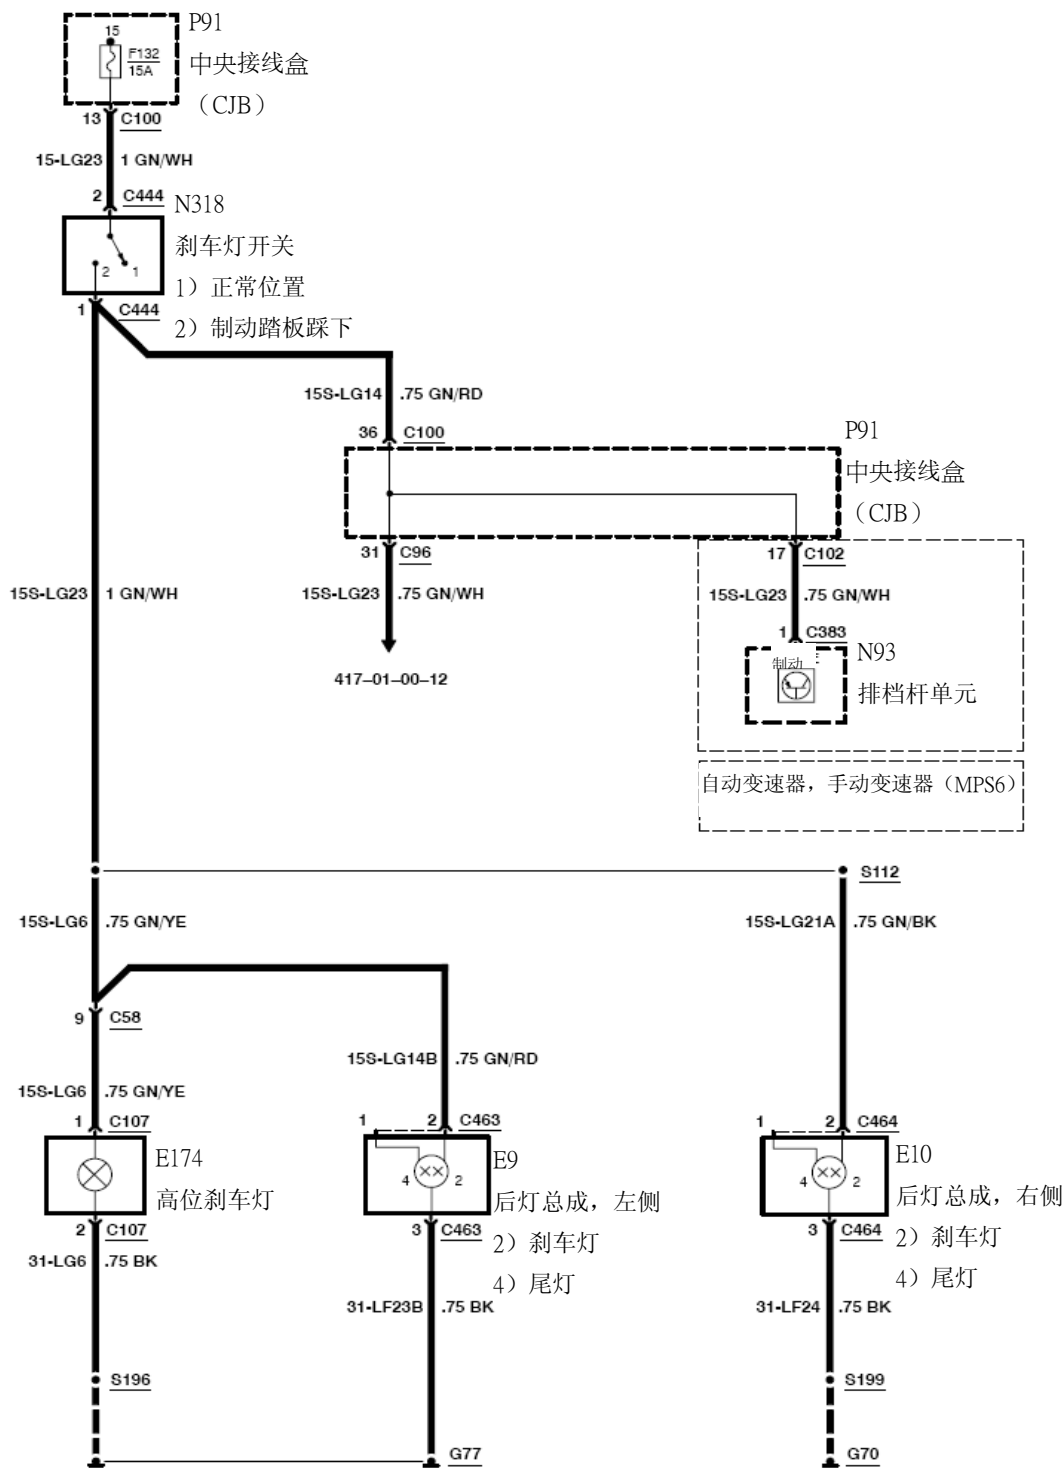 P91
15
F132
15A
中央接线盒
（CJB）
13 C100
15-LG23 1 GN/WH
2 C444
N318
刹车灯开关
2 1
1）正常位置
1 C444
2）制动踏板踩下
15S-LG14 .75 GN/RD
36 C100
P91
中央接线盒
（CJB）
31 C96
17 C102
15S-LG23 1 GN/WH
15S-LG23 .75 GN/WH
15S-LG23 .75 GN/WH
1 C383
N93
制动
417-01-00-12
排档杆单元
自动变速器，手动变速器（MPS6）
S112
15S-LG6 .75 GN/YE
15S-LG21A .75 GN/BK
9 C58
15S-LG14B .75 GN/RD
15S-LG6 .75 GN/YE
1 C107
1 2 C463
1 2 C464
E174
E9
E10
4 2
4 2
高位刹车灯
后灯总成，左侧
后灯总成，右侧
2 C107
3 C463
3 C464
2）刹车灯
2）刹车灯
31-LG6 .75 BK
4）尾灯
4）尾灯
31-LF23B .75 BK
31-LF24 .75 BK
S196
S199
G77
G70